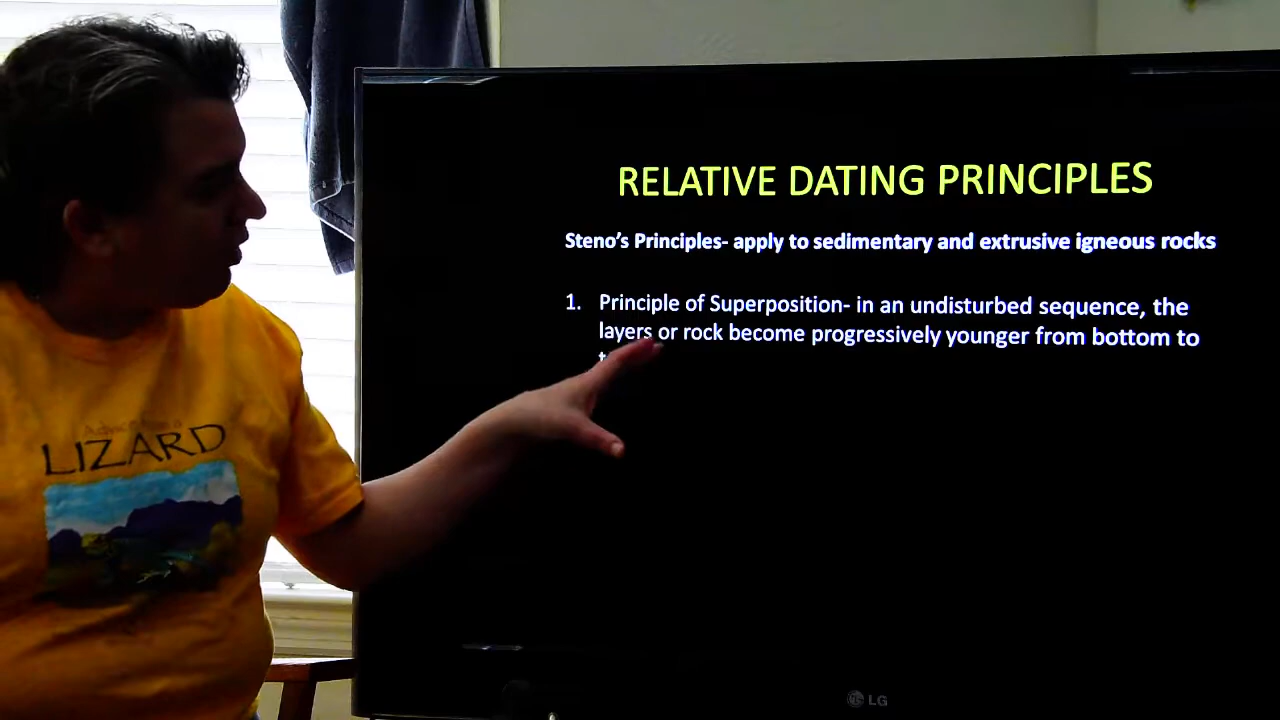 RELATIVE DATING PRINCIPLES
Steno's Principles- apply to sedimentary and extrusive igneous rocks
1. Principle of Superposition- in an undisturbed sequence, the
layers or rock become progressively younger from bottom to
LIZARD
LG